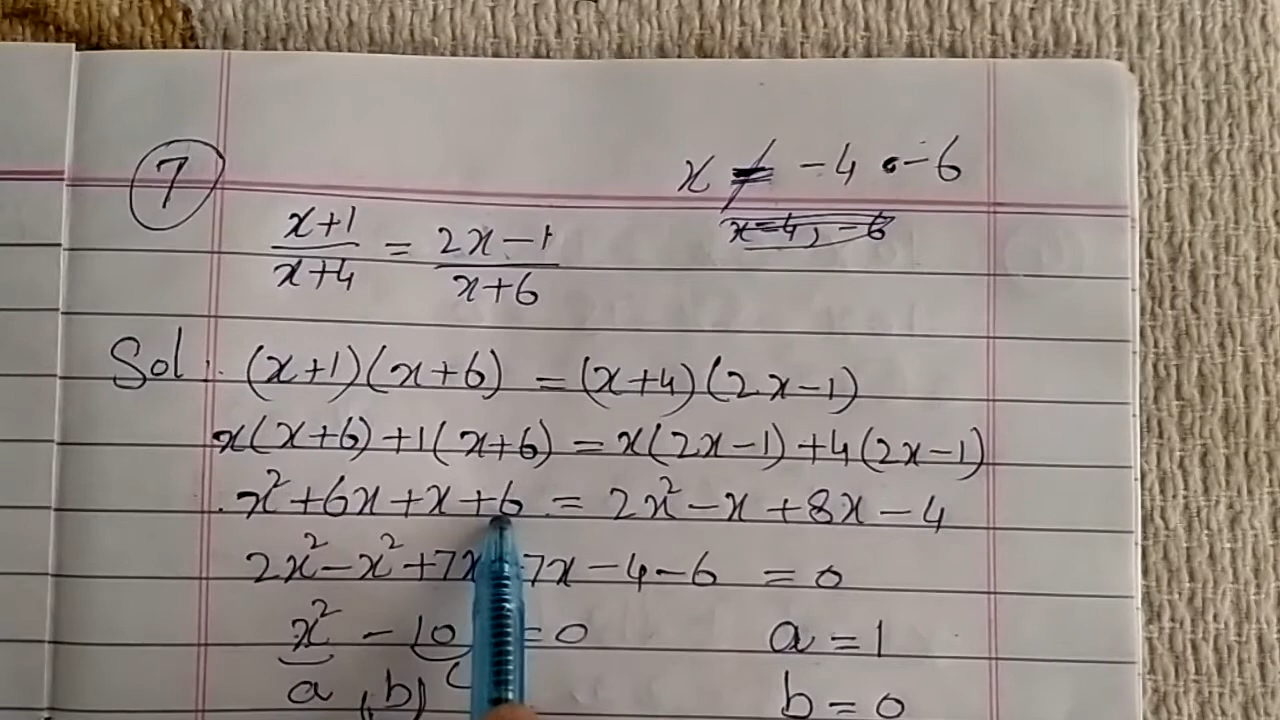 7
x ≠ -4, -6
x=4, -6
x+1/x+4 = 2x-1/x+6
Sol: (x+1)(x+6) = (x+4)(2x-1)
x(x+6)+1(x+6) = x(2x-1)+4(2x-1)
x²+6x+x+6 = 2x²-x+8x-4
2x²-x²+7x 7x-4-6 = 0
x² - 10 = 0 a = 1
a (b) c b = 0